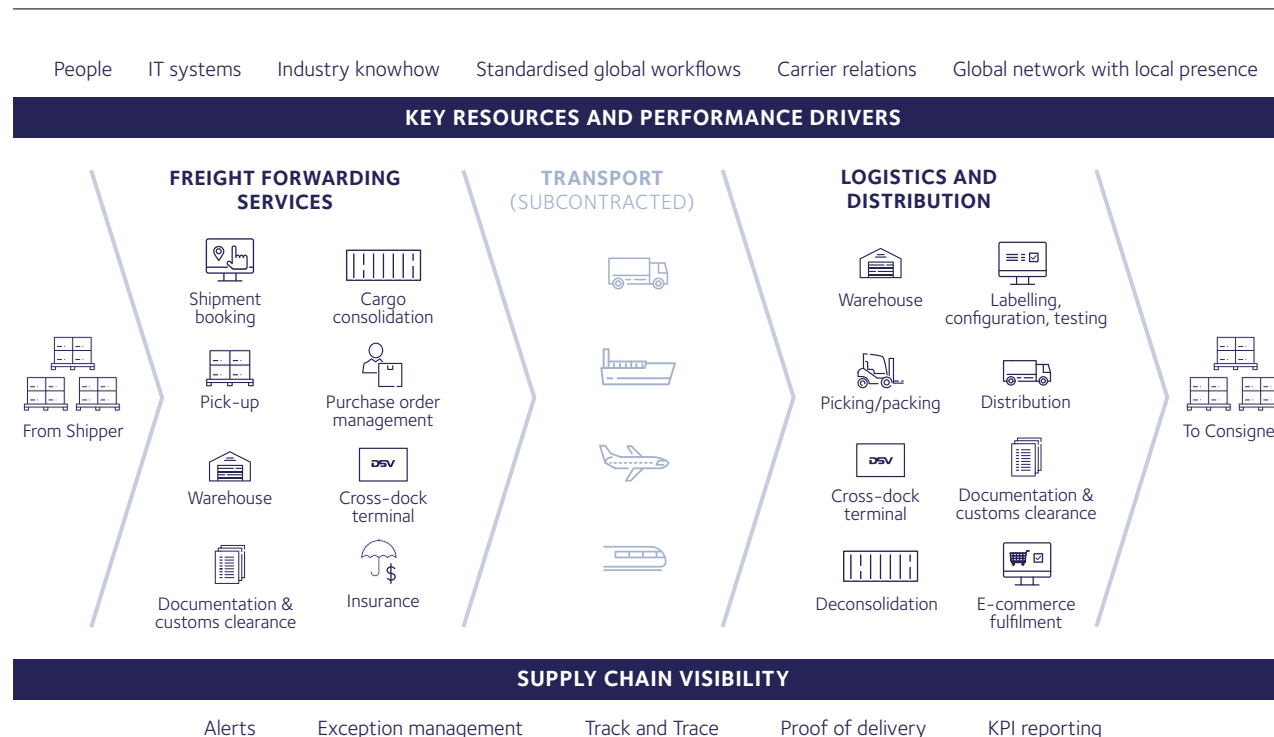 People IT systems Industry knowhow Standardised global workflows Carrier relations Global network with local presence
KEY RESOURCES AND PERFORMANCE DRIVERS
FREIGHT FORWARDING
SERVICES
Shipment
booking
Cargo
consolidation
Pick-up
Purchase order
management
Warehouse
DSV
Cross-dock
terminal
Documentation &
customs clearance
$
Insurance
TRANSPORT
(SUBCONTRACTED)
LOGISTICS AND
DISTRIBUTION
Warehouse
Labelling,
configuration, testing
Picking/packing
Distribution
DSV
Cross-dock
terminal
Documentation &
customs clearance
Deconsolidation
E-commerce
fulfilment
From Shipper
To Consigne
SUPPLY CHAIN VISIBILITY
Alerts Exception management Track and Trace Proof of delivery KPI reporting